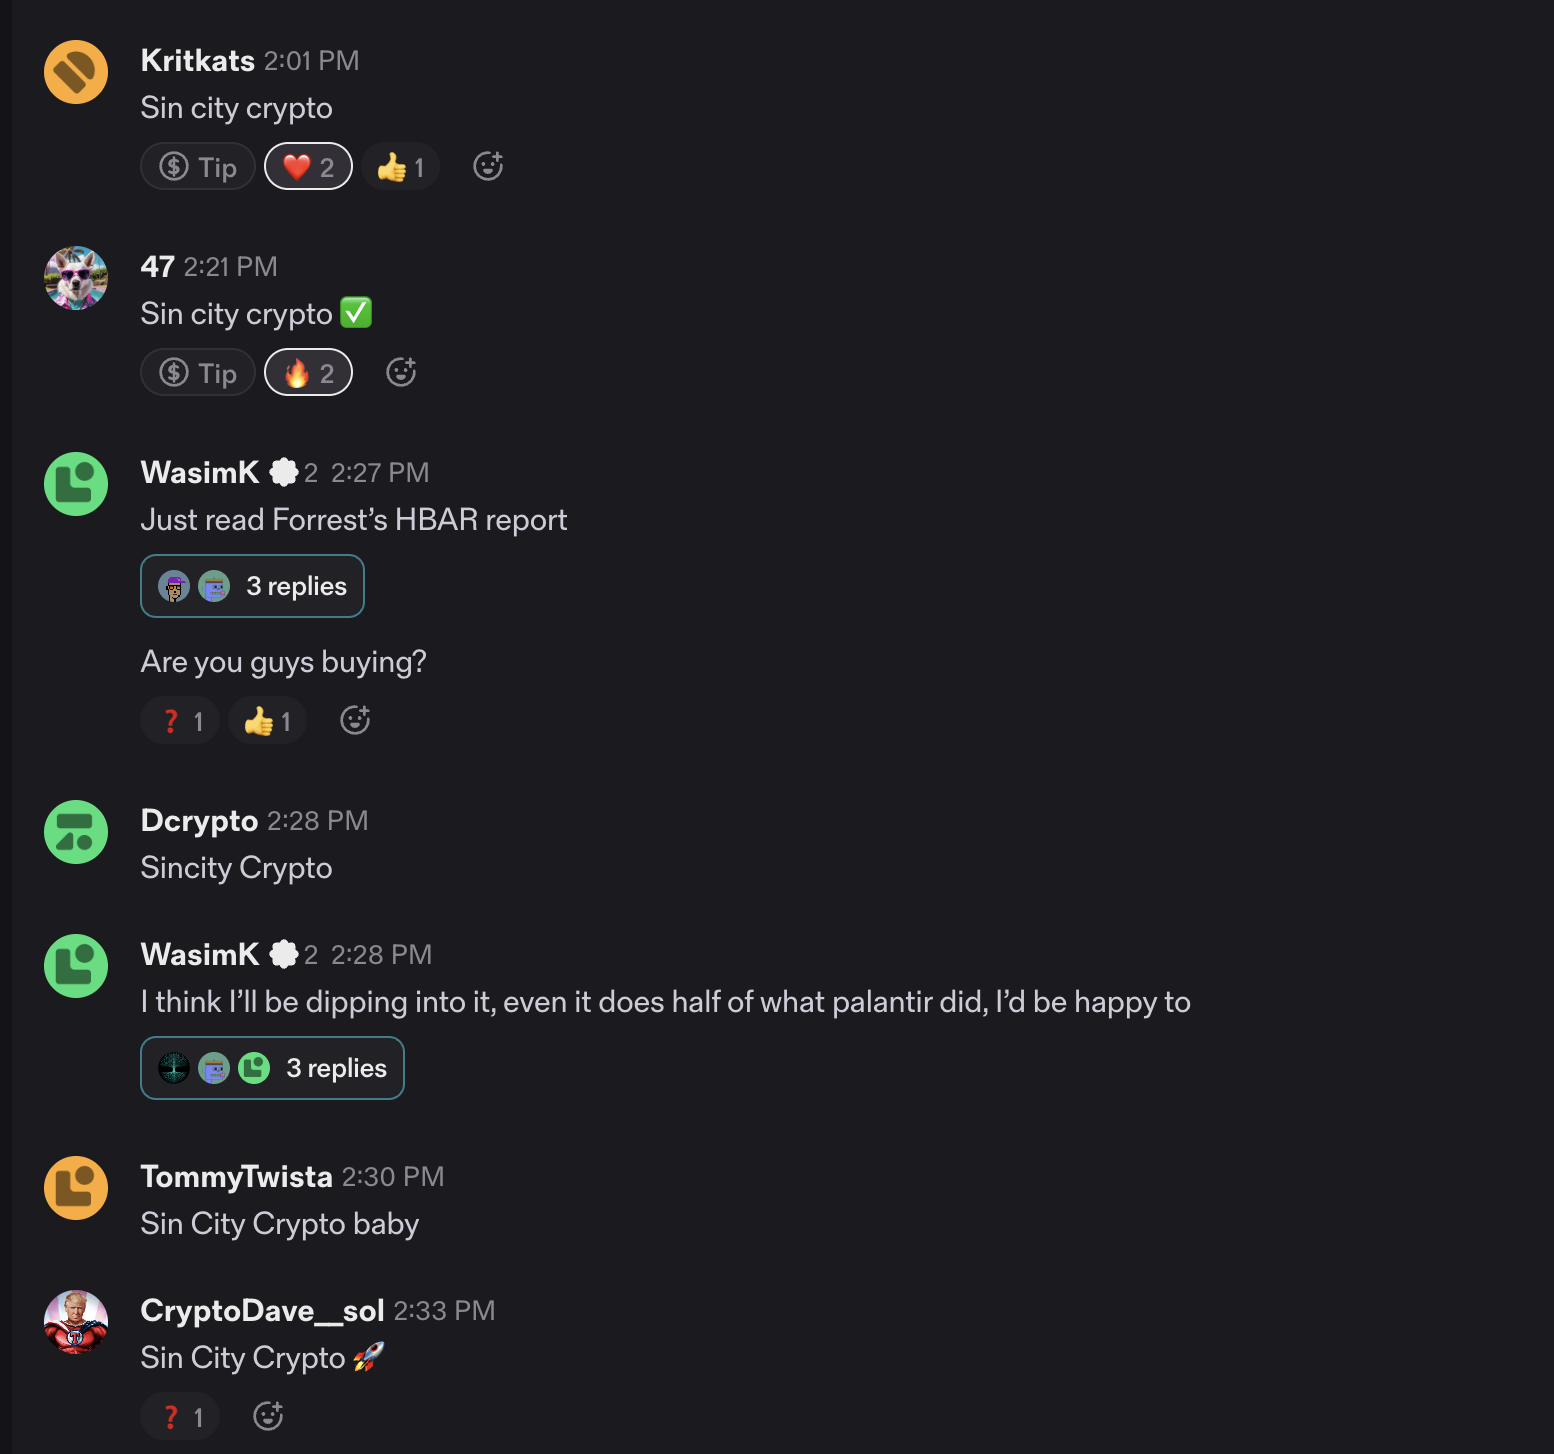 Kritkats 2:01 PM
Sin city crypto
Tip ❤️ 2 👍 1
47 2:21 PM
Sin city crypto ✅
Tip 🔥 2
WasimK 2 2:27 PM
Just read Forrest’s HBAR report
3 replies
Are you guys buying?
❓ 1 👍 1
Dcrypto 2:28 PM
Sincity Crypto
WasimK 2 2:28 PM
I think I’ll be dipping into it, even it does half of what palantir did, I’d be happy to
3 replies
TommyTwista 2:30 PM
Sin City Crypto baby
CryptoDave__sol 2:33 PM
Sin City Crypto 🚀
❓ 1